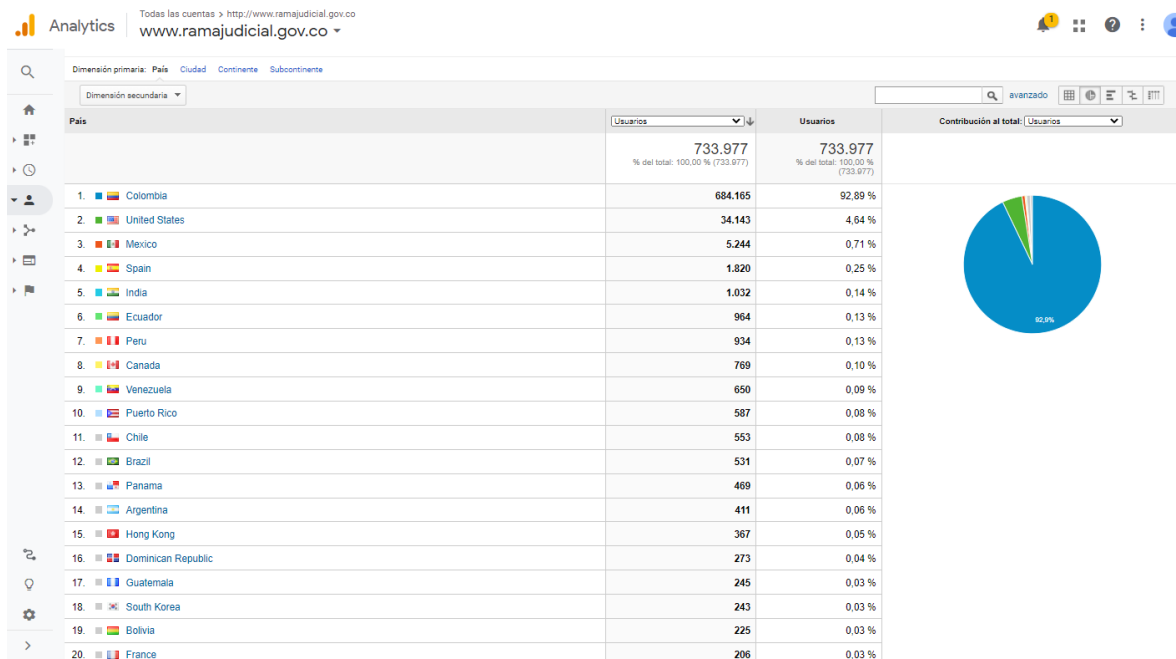 Todas las cuentas > http://www.ramajudicial.gov.co
Analytics
www.ramajudicial.gov.co
1
Dimensión primaria: País Ciudad Continente Subcontinente
Dimensión secundaria
avanzado
País Usuarios Usuarios Contribución al total: Usuarios
733.977 733.977
% del total: 100,00 % (733.977) % del total: 100,00 %
(733.977)
1. Colombia 684.165 92,89 %
2. United States 34.143 4,64 %
3. Mexico 5.244 0,71 %
4. Spain 1.820 0,25 %
5. India 1.032 0,14 %
6. Ecuador 964 0,13 %
7. Peru 934 0,13 %
92,9%
8. Canada 769 0,10 %
9. Venezuela 650 0,09 %
10. Puerto Rico 587 0,08 %
11. Chile 553 0,08 %
12. Brazil 531 0,07 %
13. Panama 469 0,06 %
14. Argentina 411 0,06 %
15. Hong Kong 367 0,05 %
16. Dominican Republic 273 0,04 %
17. Guatemala 245 0,03 %
18. South Korea 243 0,03 %
19. Bolivia 225 0,03 %
20. France 206 0,03 %